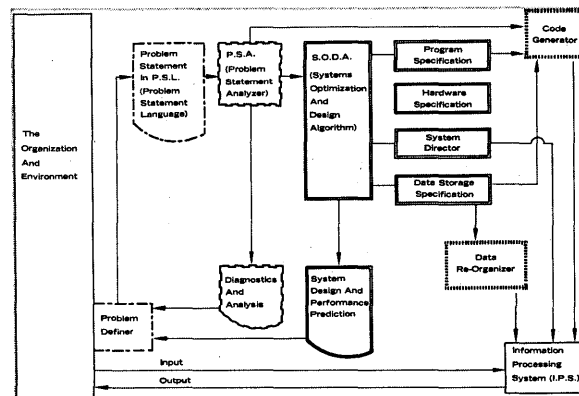 The
Organization
And
Environment
Problem
Statement
In P.S.L.
(Problem
Statement
Language)
P.S.A.
(Problem
Statement
Analyzer)
S.O.D.A.
(Systems
Optimization
And
Design
Algorithm)
Program
Specification
Hardware
Specification
System
Director
Data Storage
Specification
Code
Generator
Data
Re-Organizer
Diagnostics
And
Analysis
System
Design And
Performance
Prediction
Problem
Definer
Input
Output
Information
Processing
System (I.P.S.)